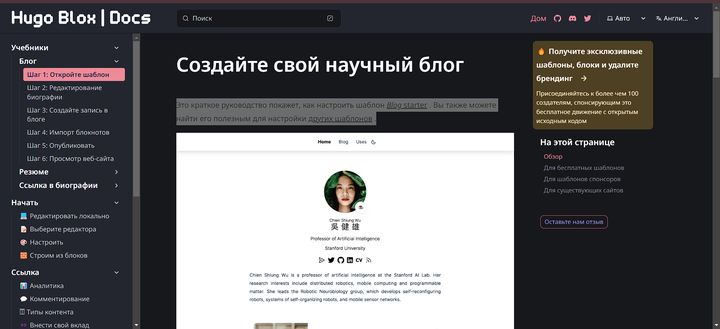 Hugo Blox | Docs
Поиск
Дом
Авто
Англи...
Учебники
Блог
Шаг 1: Откройте шаблон
Шаг 2: Редактирование
биографии
Шаг 3: Создайте запись в
блоге
Шаг 4: Импорт блокнотов
Шаг 5: Опубликовать
Шаг 6: Просмотр веб-сайта
Резюме
Ссылка в биографии
Начать
Редактировать локально
Выберите редактора
Настроить
Строим из блоков
Ссылка
Аналитика
Комментирование
Типы контента
Внести свой вклад
Создайте свой научный блог
Это краткое руководство покажет, как настроить шаблон Blog starter . Вы также можете
найти его полезным для настройки других шаблонов .
Home Blog Uses
Chien Shiung Wu
吳健雄
Professor of Artificial Intelligence
Stanford University
CV
Chien Shiung Wu is a professor of artificial intelligence at the Stanford AI Lab. Her
research interests include distributed robotics, mobile computing and programmable
matter. She leads the Robotic Neurobiology group, which develops self-reconfiguring
robots, systems of self-organizing robots, and mobile sensor networks.
Получите эксклюзивные
шаблоны, блоки и удалите
брендинг →
Присоединяйтесь к более чем 100
создателям, спонсирующим это
бесплатное движение с открытым
исходным кодом
На этой странице
Обзор
Для бесплатных шаблонов
Для шаблонов спонсоров
Для существующих сайтов
Оставьте нам отзыв